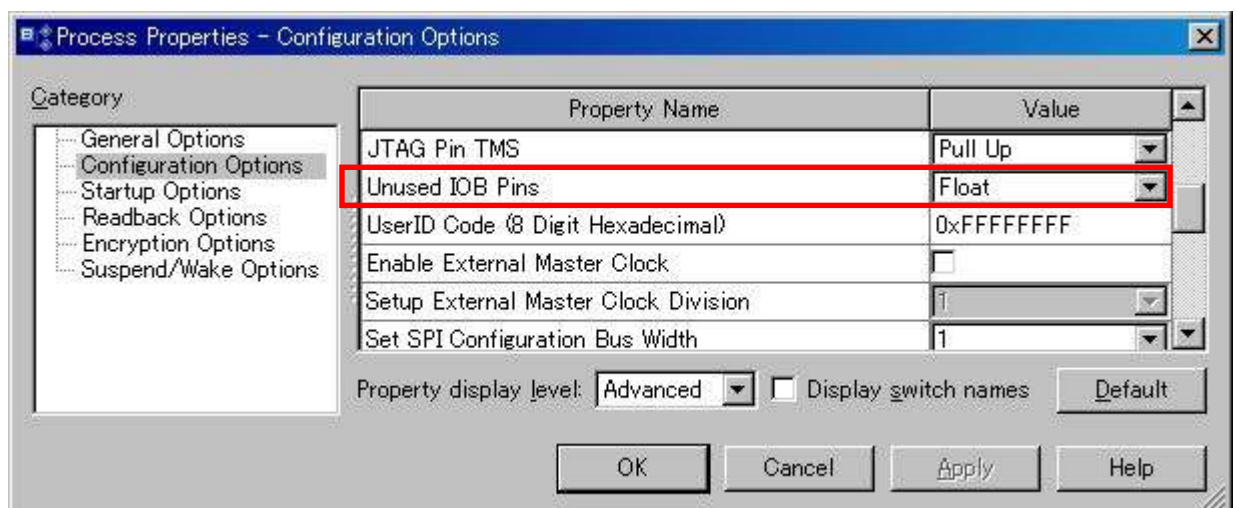 Process Properties - Configuration Options
Category
General Options
Configuration Options
Startup Options
Readback Options
Encryption Options
Suspend/Wake Options
Property Name Value
JTAG Pin TMS Pull Up
Unused IOB Pins Float
UserID Code (8 Digit Hexadecimal) 0xFFFFFFFF
Enable External Master Clock
Setup External Master Clock Division 1
Set SPI Configuration Bus Width 1
Property display level: Advanced Display switch names Default
OK Cancel Apply Help